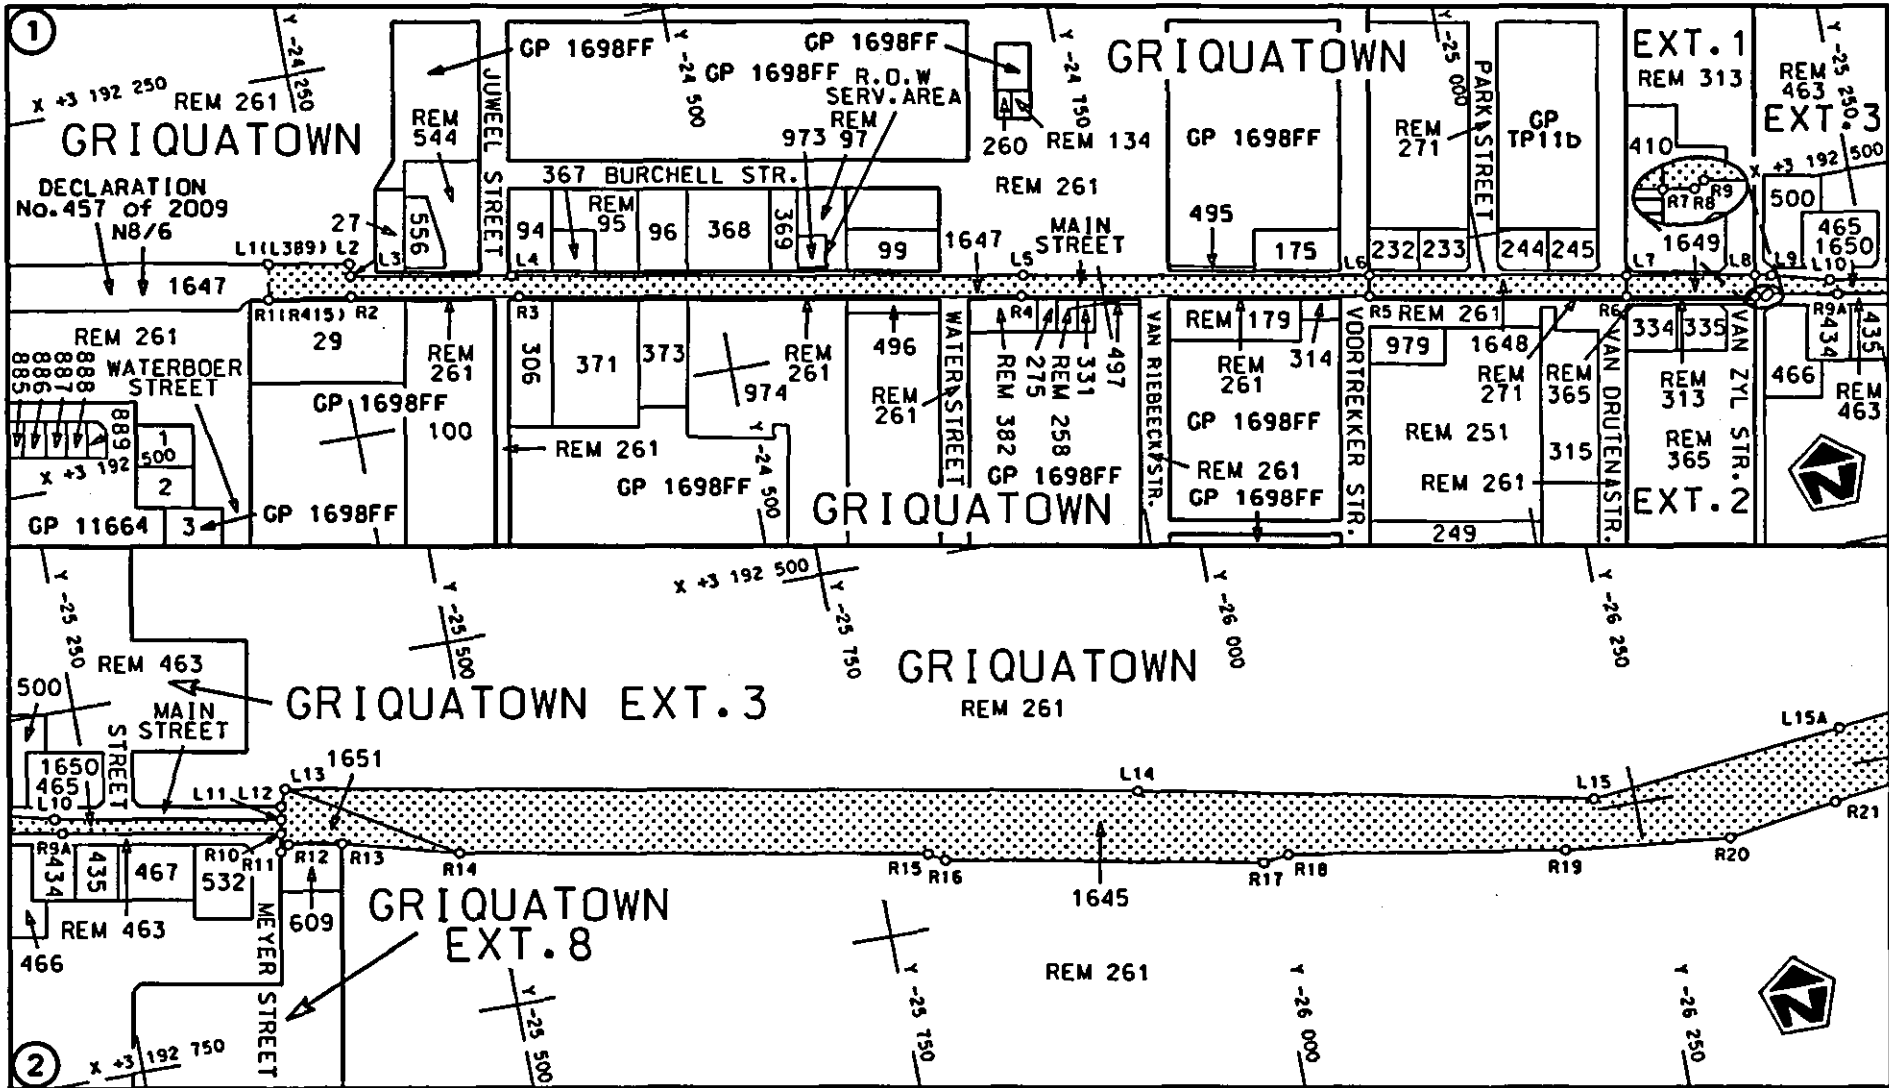 1
X +3 192 250
Y -24 250
REM 261
GRIQUATOWN
DECLARATION
No.457 of 2009
N8/6
1647
L1(L389)
L2
27
L3
REM
544
556
GP 1698FF
JUWEEL STREET
GP 1698FF
Y -24 500
GP 1698FF
R.O.W
SERV.AREA
REM
973
97
367
BURCHELL STR.
94
REM
95
96
368
369
99
L4
1647
260
REM 134
REM 261
Y -24 750
GRIQUATOWN
MAIN
STREET
L5
GP 1698FF
495
175
L6
Y -25 000
REM
271
232
233
PARK STREET
GP
TP11b
244
245
EXT.1
REM 313
410
R7
R8
R9
1649
L7
L8
L9
L10
REM
463
EXT.3
Y -25 250
X +3 192 500
500
465
1650
R1(R415)
R2
REM 261
29
885
886
887
888
889
WATERBOER
STREET
1
2
3
X +3 192 500
GP 11664
GP 1698FF
100
GP 1698FF
REM
261
R3
306
371
373
974
REM 261
GP 1698FF
Y -24 500
REM
261
496
REM
261
WATER STREET
R4
REM 382
275
REM 258
331
497
GP 1698FF
GRIQUATOWN
VAN RIEBECK STR.
REM 179
REM
261
314
GP 1698FF
REM 261
GP 1698FF
VOORTREKKER STR.
R5
REM 261
979
1648
REM
271
REM 251
REM 261
249
REM
365
315
R6
VAN DRUTENASTR.
334
335
REM
313
REM
365
EXT.2
VAN ZYL STR.
R9A
434
435
466
REM
463
N
2
Y -25 250
Y -25 500
X +3 192 500
Y -25 750
Y -26 000
Y -26 250
REM 463
500
MAIN
STREET
STREET
GRIQUATOWN EXT.3
GRIQUATOWN
REM 261
1650
465
L10
L11
L12
L13
1651
L14
L15
L15A
R9A
434
435
467
532
R10
R11
R12
R13
R14
R15
R16
R17
R18
R19
R20
R21
1645
REM 463
466
609
MEYER STREET
GRIQUATOWN
EXT.8
REM 261
X +3 192 750
Y -25 500
Y -25 750
Y -26 000
Y -26 250
N